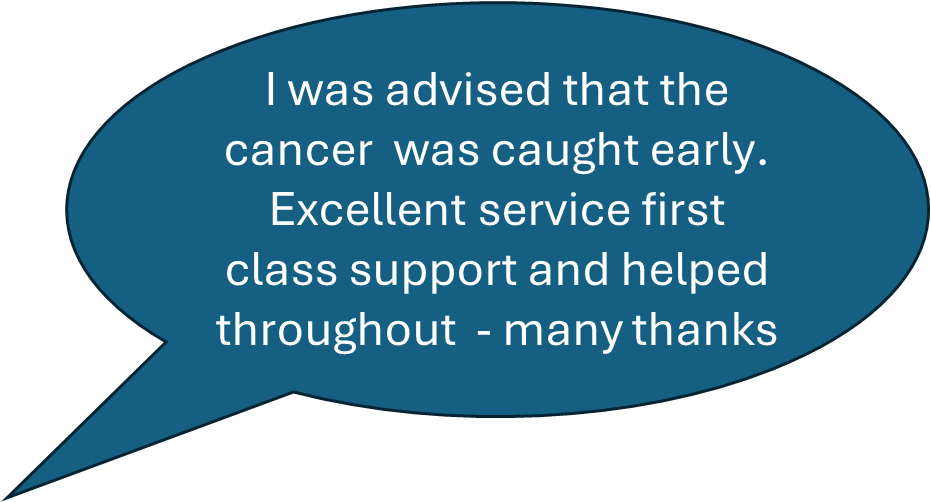 I was advised that the
cancer  was caught early.
Excellent service first
class support and helped
throughout  - many thanks